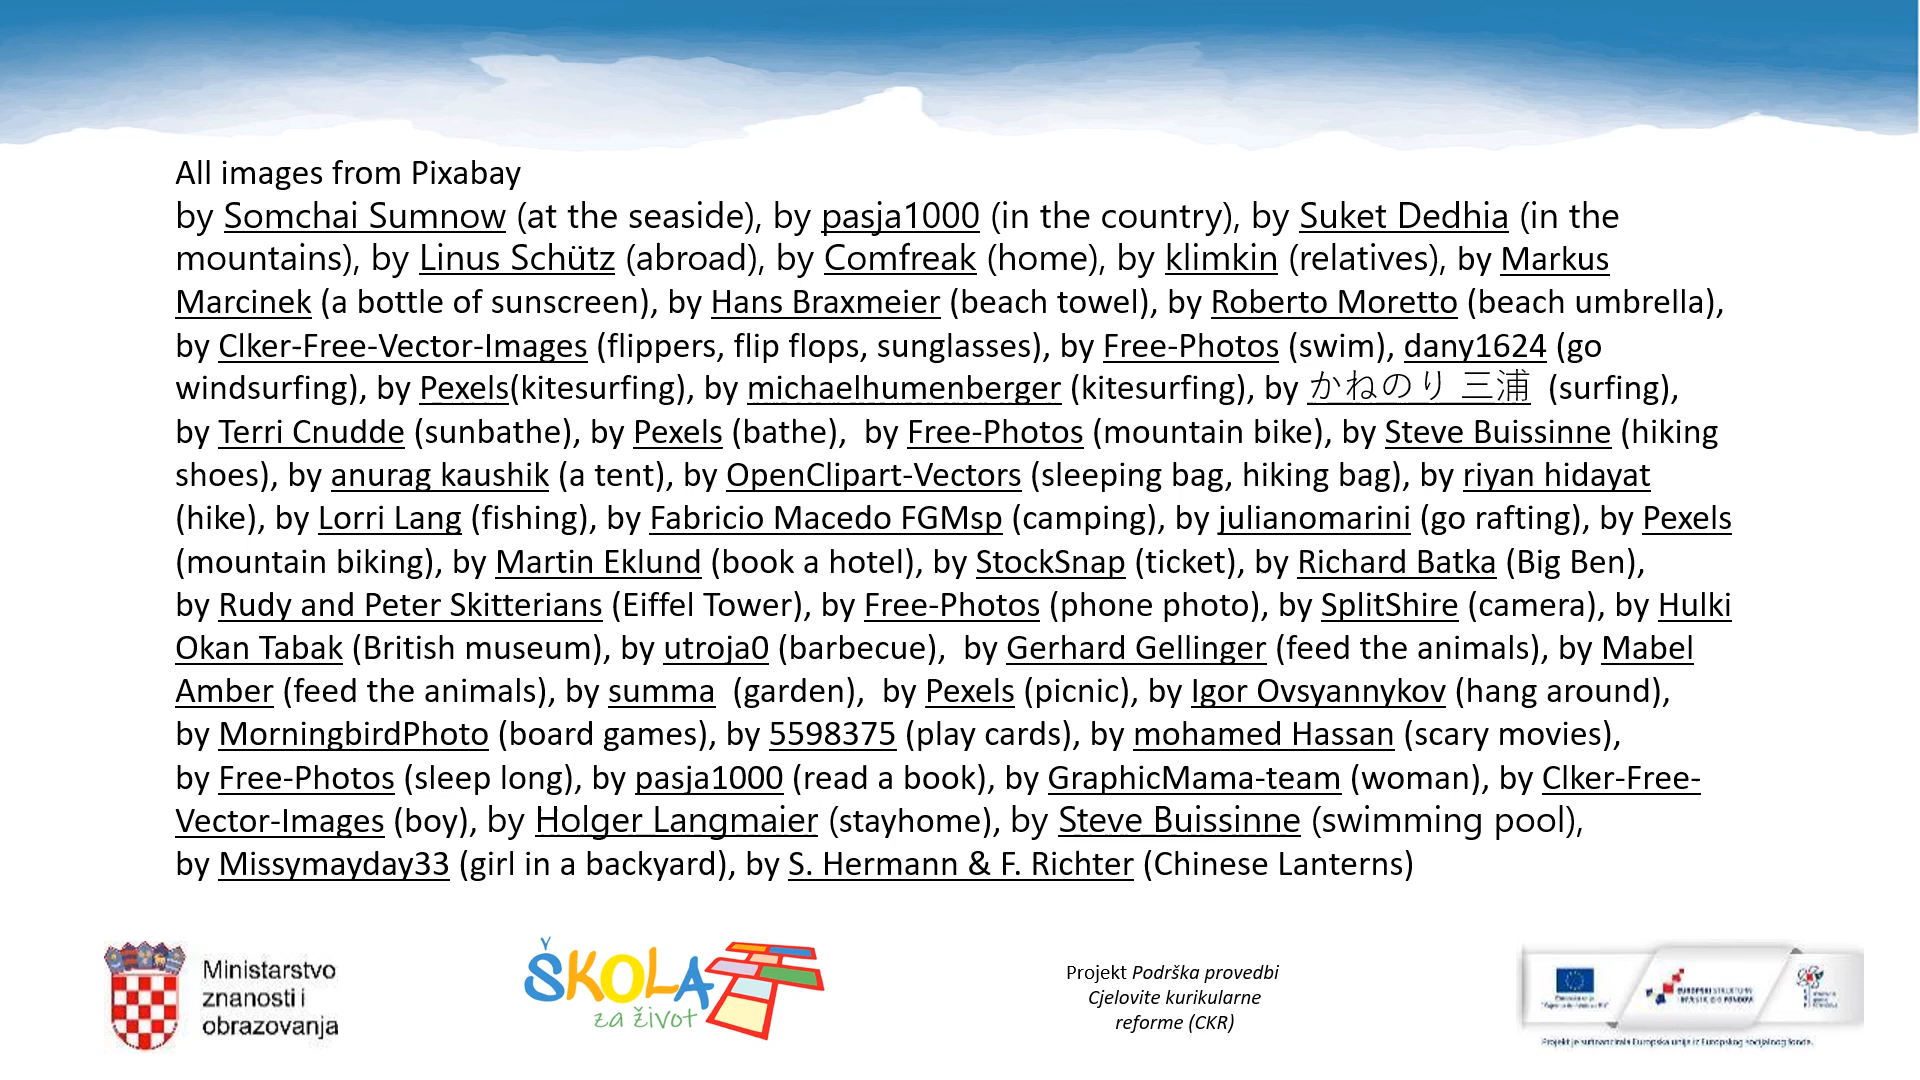 All images from Pixabay
by Somchai Sumnow (at the seaside), by pasja1000 (in the country), by Suket Dedhia (in the
mountains), by Linus Schütz (abroad), by Comfreak (home), by klimkin (relatives), by Markus
Marcinek (a bottle of sunscreen), by Hans Braxmeier (beach towel), by Roberto Moretto (beach umbrella),
by Clker-Free-Vector-Images (flippers, flip flops, sunglasses), by Free-Photos (swim), dany1624 (go
windsurfing), by Pexels(kitesurfing), by michaelhumenberger (kitesurfing), by かねのり 三浦 (surfing),
by Terri Cnudde (sunbathe), by Pexels (bathe), by Free-Photos (mountain bike), by Steve Buissinne (hiking
shoes), by anurag kaushik (a tent), by OpenClipart-Vectors (sleeping bag, hiking bag), by riyan hidayat
(hike), by Lorri Lang (fishing), by Fabricio Macedo FGMsp (camping), by julianomarini (go rafting), by Pexels
(mountain biking), by Martin Eklund (book a hotel), by StockSnap (ticket), by Richard Batka (Big Ben),
by Rudy and Peter Skitterians (Eiffel Tower), by Free-Photos (phone photo), by SplitShire (camera), by Hulki
Okan Tabak (British museum), by utroja0 (barbecue), by Gerhard Gellinger (feed the animals), by Mabel
Amber (feed the animals), by summa (garden), by Pexels (picnic), by Igor Ovsyannykov (hang around),
by MorningbirdPhoto (board games), by 5598375 (play cards), by mohamed Hassan (scary movies),
by Free-Photos (sleep long), by pasja1000 (read a book), by GraphicMama-team (woman), by Clker-Free-
Vector-Images (boy), by Holger Langmaier (stayhome), by Steve Buissinne (swimming pool),
by Missymayday33 (girl in a backyard), by S. Hermann & F. Richter (Chinese Lanterns)
Ministarstvo
znanosti i
obrazovanja
ŠKOLA
za život
Projekt Podrška provedbi
Cjelovite kurikularne
reforme (CKR)
EUROPSKI STRUKTURNI
I INVESTICIJSKI FONDOVI
Projekt je sufinancirala Europska unija iz Europskog socijalnog fonda.